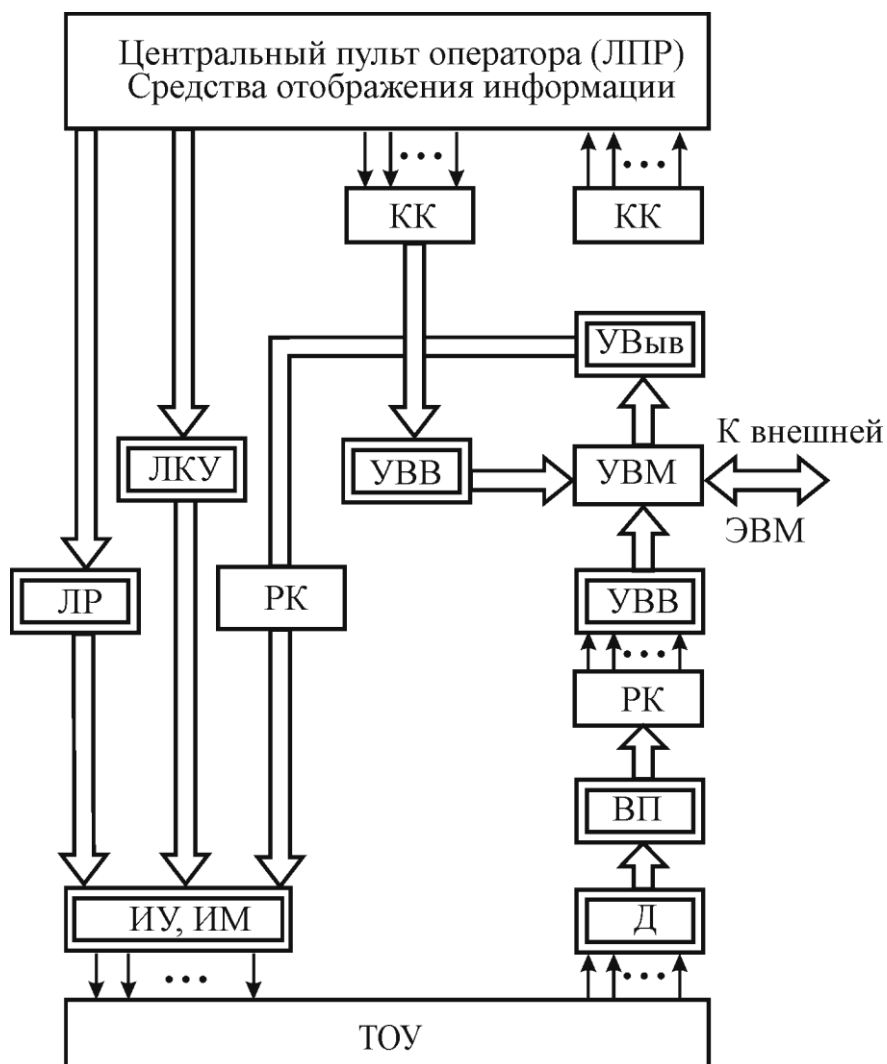 Центральный пульт оператора (ЛПР)
Средства отображения информации
КК
КК
УВыв
К внешней
ЛКУ
УВВ
УВМ
ЭВМ
ЛР
РК
УВВ
РК
ВП
ИУ, ИМ
Д
ТОУ